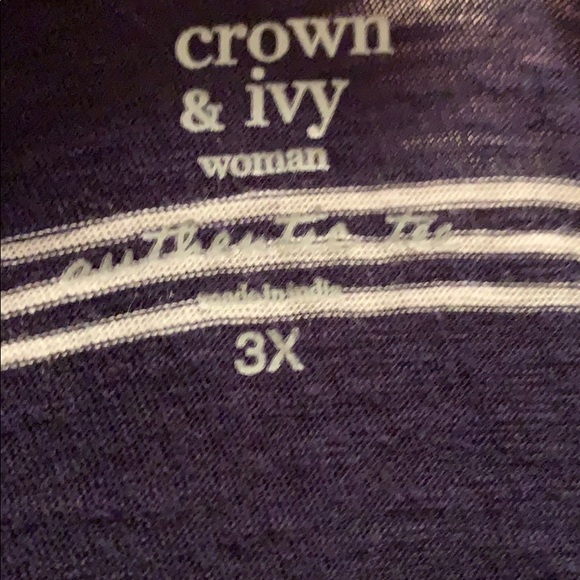 crown
& ivy
woman
authentic tee
made in india
3X